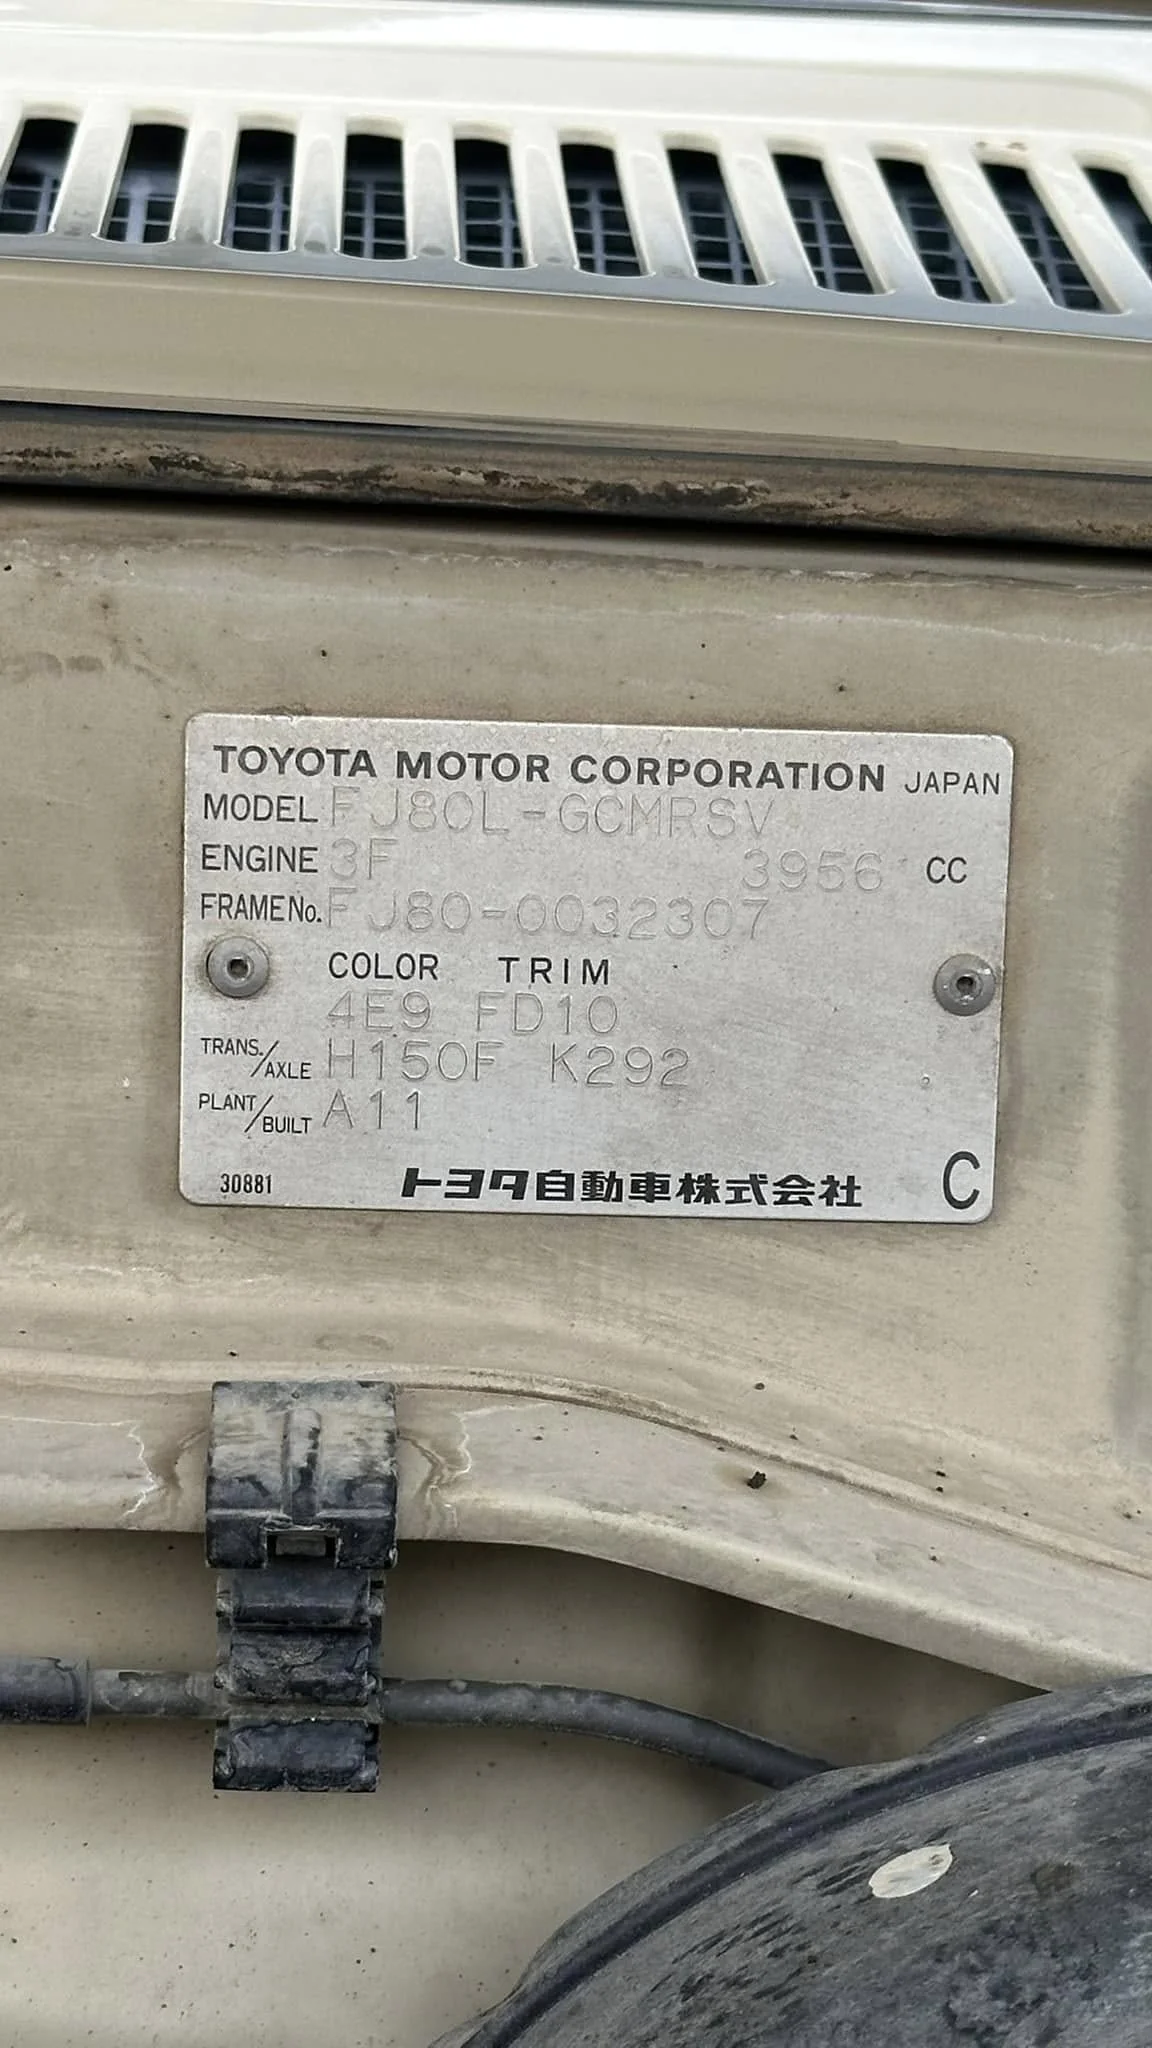 TOYOTA MOTOR CORPORATION JAPAN
MODEL FJ80L-GCMRSV
ENGINE 3F 3956 CC
FRAME No. FJ80-0032307
COLOR TRIM
4E9 FD10
TRANS./AXLE H150F K292
PLANT/BUILT A11
30881 トヨタ自動車株式会社 C